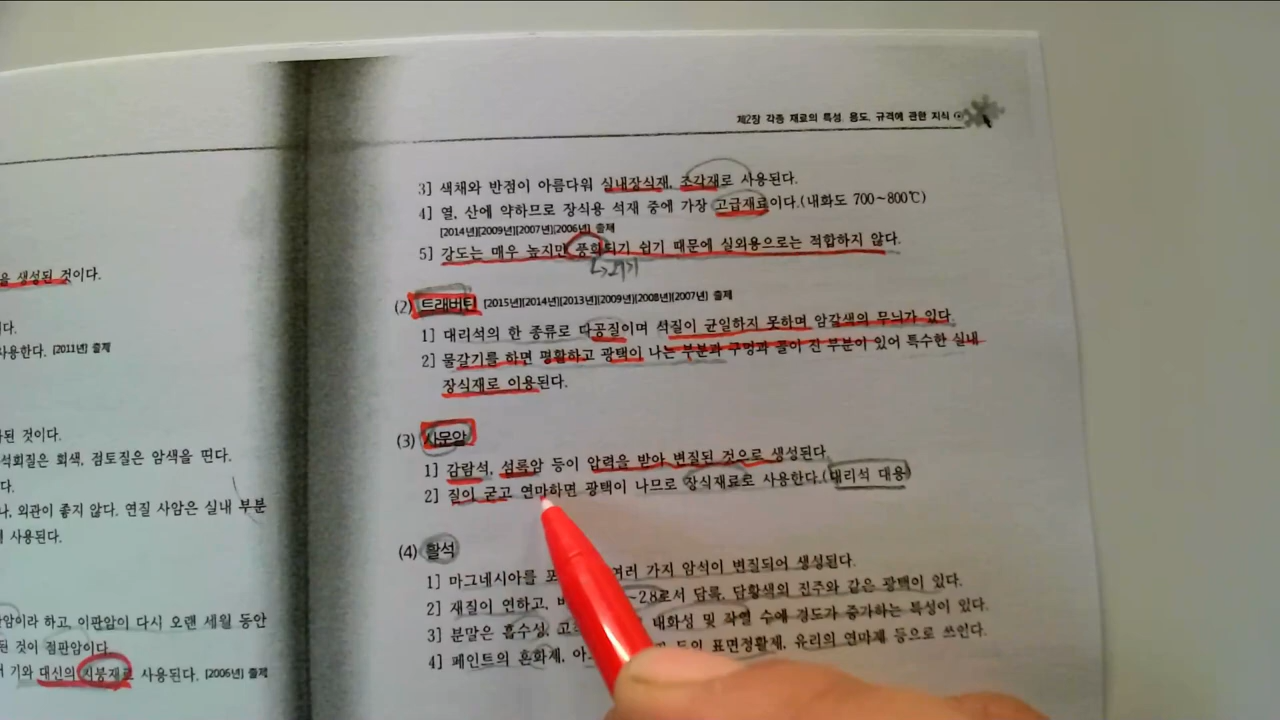 제2장 각종 재료의 특성, 용도, 규격에 관한 지식
을 생성된 것이다.
사용한다. [2011년] 출제
된 것이다.
석회질은 회색, 점토질은 암색을 띤다.
나, 외관이 좋지 않다. 연질 사암은 실내 부분
사용된다.
암이라 하고, 이판암이 다시 오랜 세월 동안
된 것이 점판암이다.
기와 대신의 지붕재로 사용된다. [2006년] 출제
3] 색채와 반점이 아름다워 실내장식재, 조각재로 사용된다.
4] 열, 산에 약하므로 장식용 석재 중에 가장 고급재료이다.(내화도 700~800℃)
[2014년][2009년][2007년][2006년] 출제
5] 강도는 매우 높지만 풍화되기 쉽기 때문에 실외용으로는 적합하지 않다.
(2) 트래버틴 [2015년][2014년][2013년][2009년][2008년][2007년] 출제
1] 대리석의 한 종류로 다공질이며 석질이 균일하지 못하며 암갈색의 무늬가 있다.
2] 물갈기를 하면 평활하고 광택이 나는 부분과 구멍과 골이 진 부분이 있어 특수한 실내
장식재로 이용된다.
(3) 사문암
1] 감람석, 섬록암 등이 압력을 받아 변질된 것으로 생성된다.
2] 질이 굳고 연마하면 광택이 나므로 장식재료로 사용한다.(대리석 대용)
(4) 활석
1] 마그네시아를 여러 가지 암석이 변질되어 생성된다.
2] 재질이 연하고, ~2.8로서 담록, 담황색의 진주와 같은 광택이 있다.
3] 분말은 흡수성, 내화성 및 작열 수에 경도가 증가하는 특성이 있다.
4] 페인트의 혼화제, 등의 표면정활제, 유리의 연마제 등으로 쓰인다.